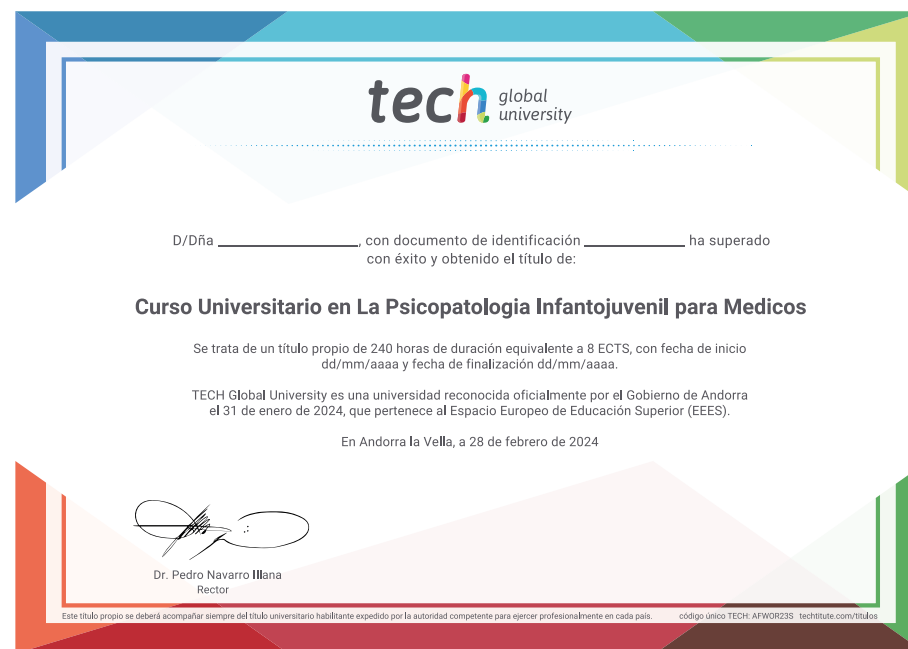 tech global university
D/Dña ____________, con documento de identificación ____________ ha superado
con éxito y obtenido el título de:
Curso Universitario en La Psicopatologia Infantojuvenil para Medicos
Se trata de un título propio de 240 horas de duración equivalente a 8 ECTS, con fecha de inicio
dd/mm/aaaa y fecha de finalización dd/mm/aaaa.
TECH Global University es una universidad reconocida oficialmente por el Gobierno de Andorra
el 31 de enero de 2024, que pertenece al Espacio Europeo de Educación Superior (EEES).
En Andorra la Vella, a 28 de febrero de 2024
Dr. Pedro Navarro Illana
Rector
Este título propio se deberá acompañar siempre del título universitario habilitante expedido por la autoridad competente para ejercer profesionalmente en cada país. código único TECH: AFWOR23S techtitute.com/titulos